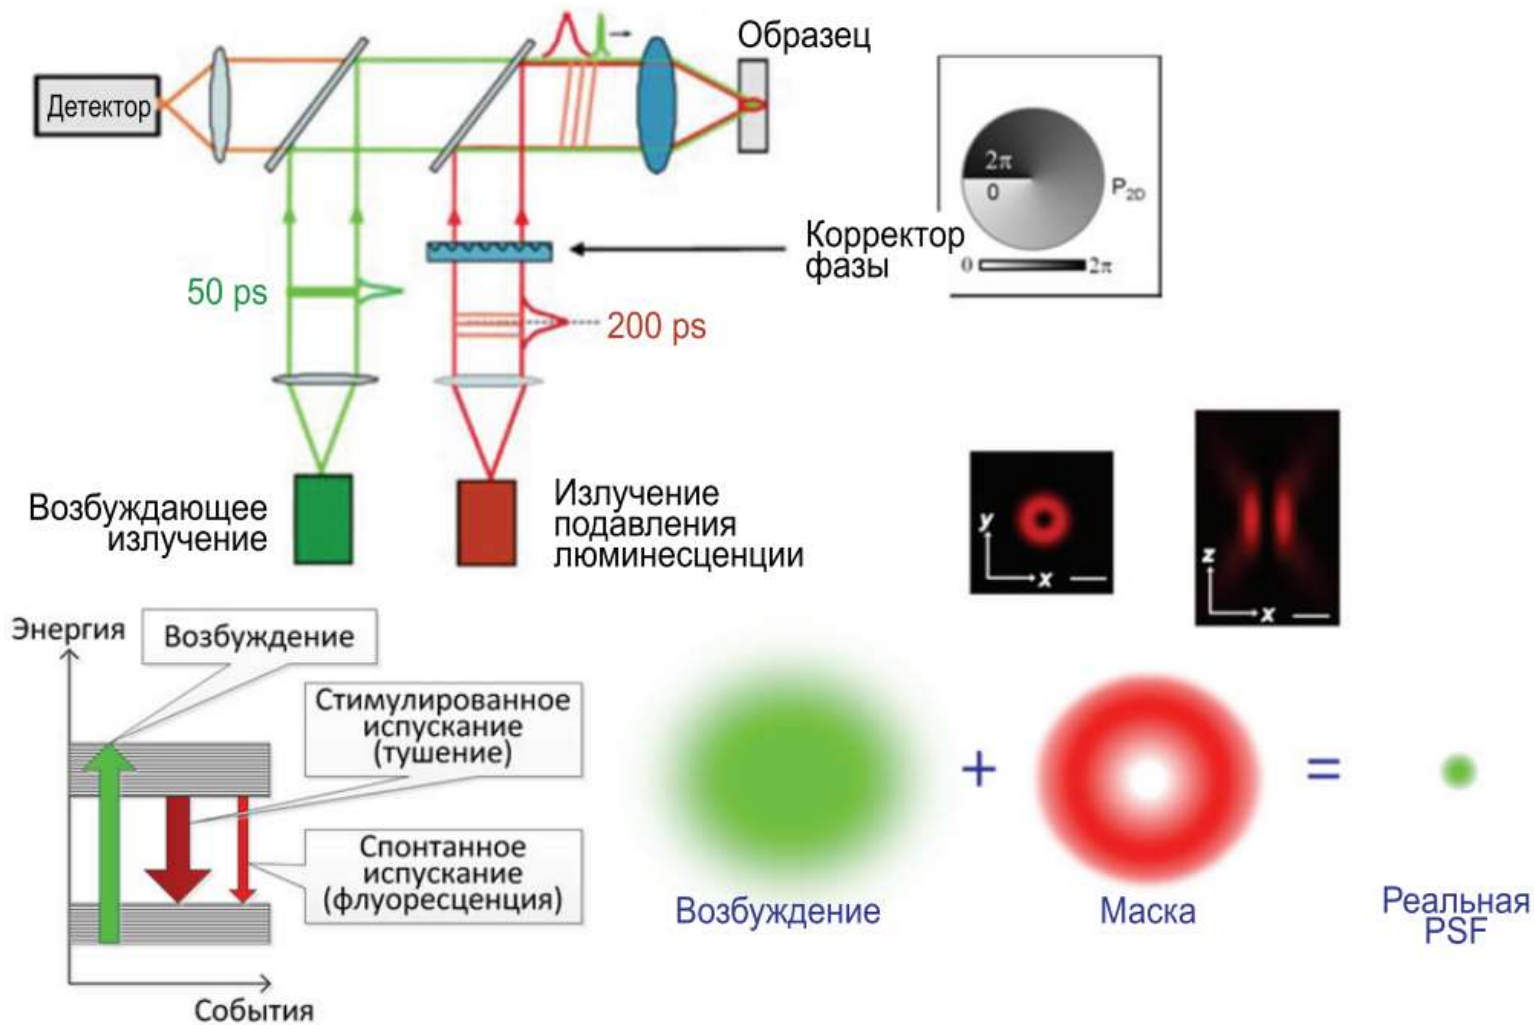 Образец
Детектор
2π
0
P2D
Корректор
фазы
0
2π
50 ps
200 ps
Возбуждающее
излучение
Излучение
подавления
люминесценции
y
x
z
x
Энергия
Возбуждение
Стимулированное
испускание
(тушение)
Спонтанное
испускание
(флуоресценция)
События
+
=
Возбуждение
Маска
Реальная
PSF